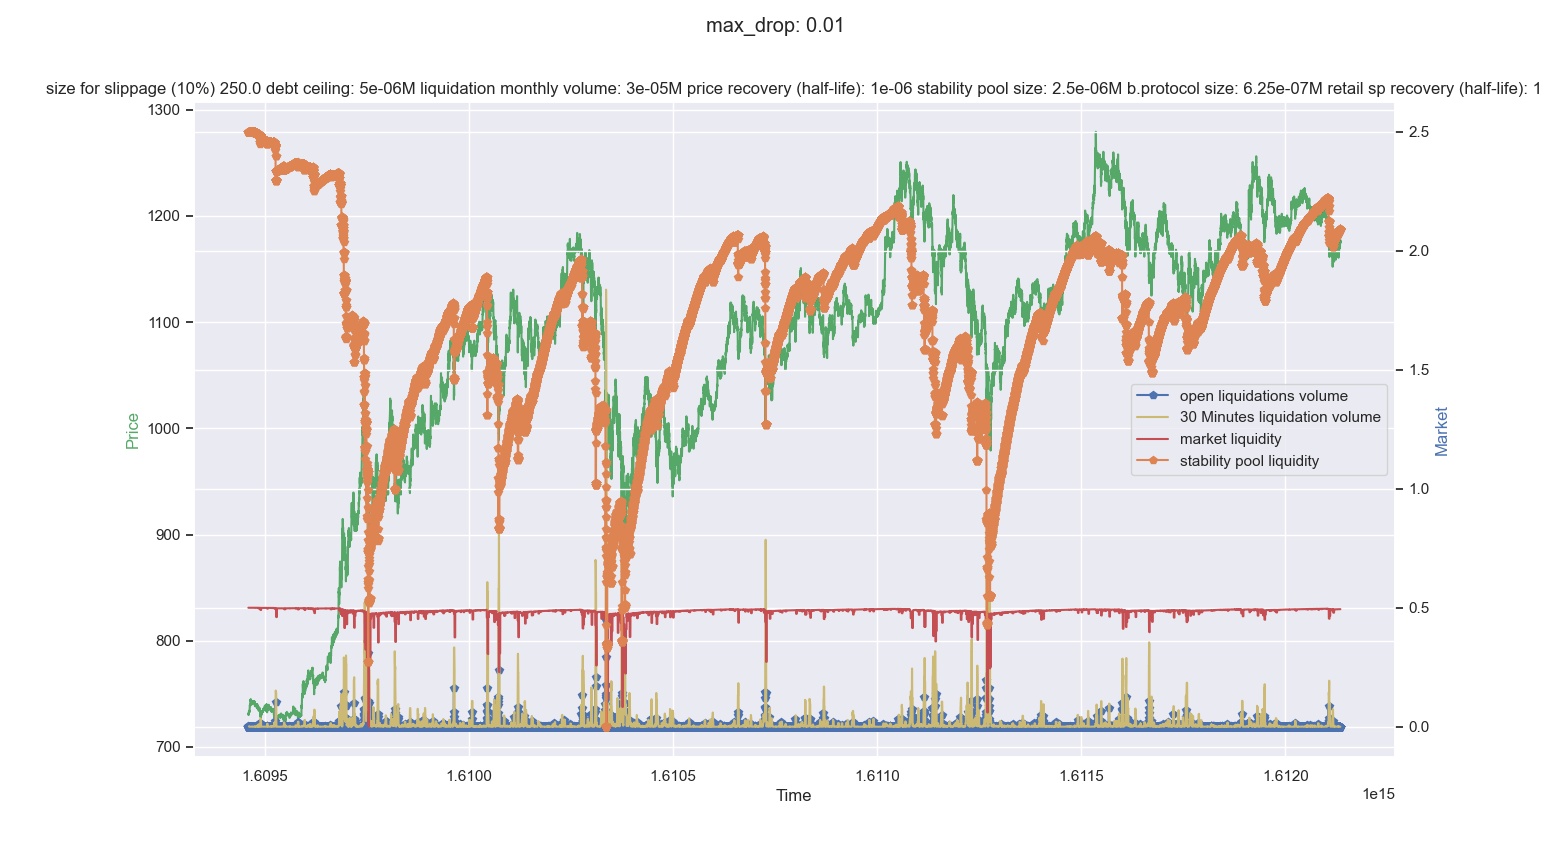 max_drop: 0.01
size for slippage (10%) 250.0 debt ceiling: 5e-06M liquidation monthly volume: 3e-05M price recovery (half-life): 1e-06 stability pool size: 2.5e-06M b.protocol size: 6.25e-07M retail sp recovery (half-life): 1
1300
1200
1100
1000
900
800
700
Price
2.5
2.0
1.5
1.0
0.5
0.0
Market
open liquidations volume
30 Minutes liquidation volume
market liquidity
stability pool liquidity
1.6095 1.6100 1.6105 1.6110 1.6115 1.6120
Time
1e15